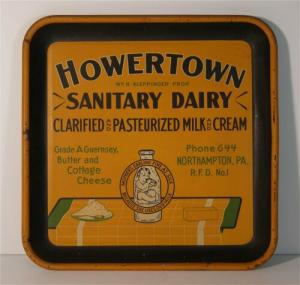 HOWERTOWN
WM. H. KLEPPINGER PROP.
SANITARY DAIRY
CLARIFIED AND PASTEURIZED MILK AND CREAM
Grade A Guernsey,
Butter and
Cottage
Cheese
Phone 644
NORTHAMPTON, PA.
R.F.D. No.1